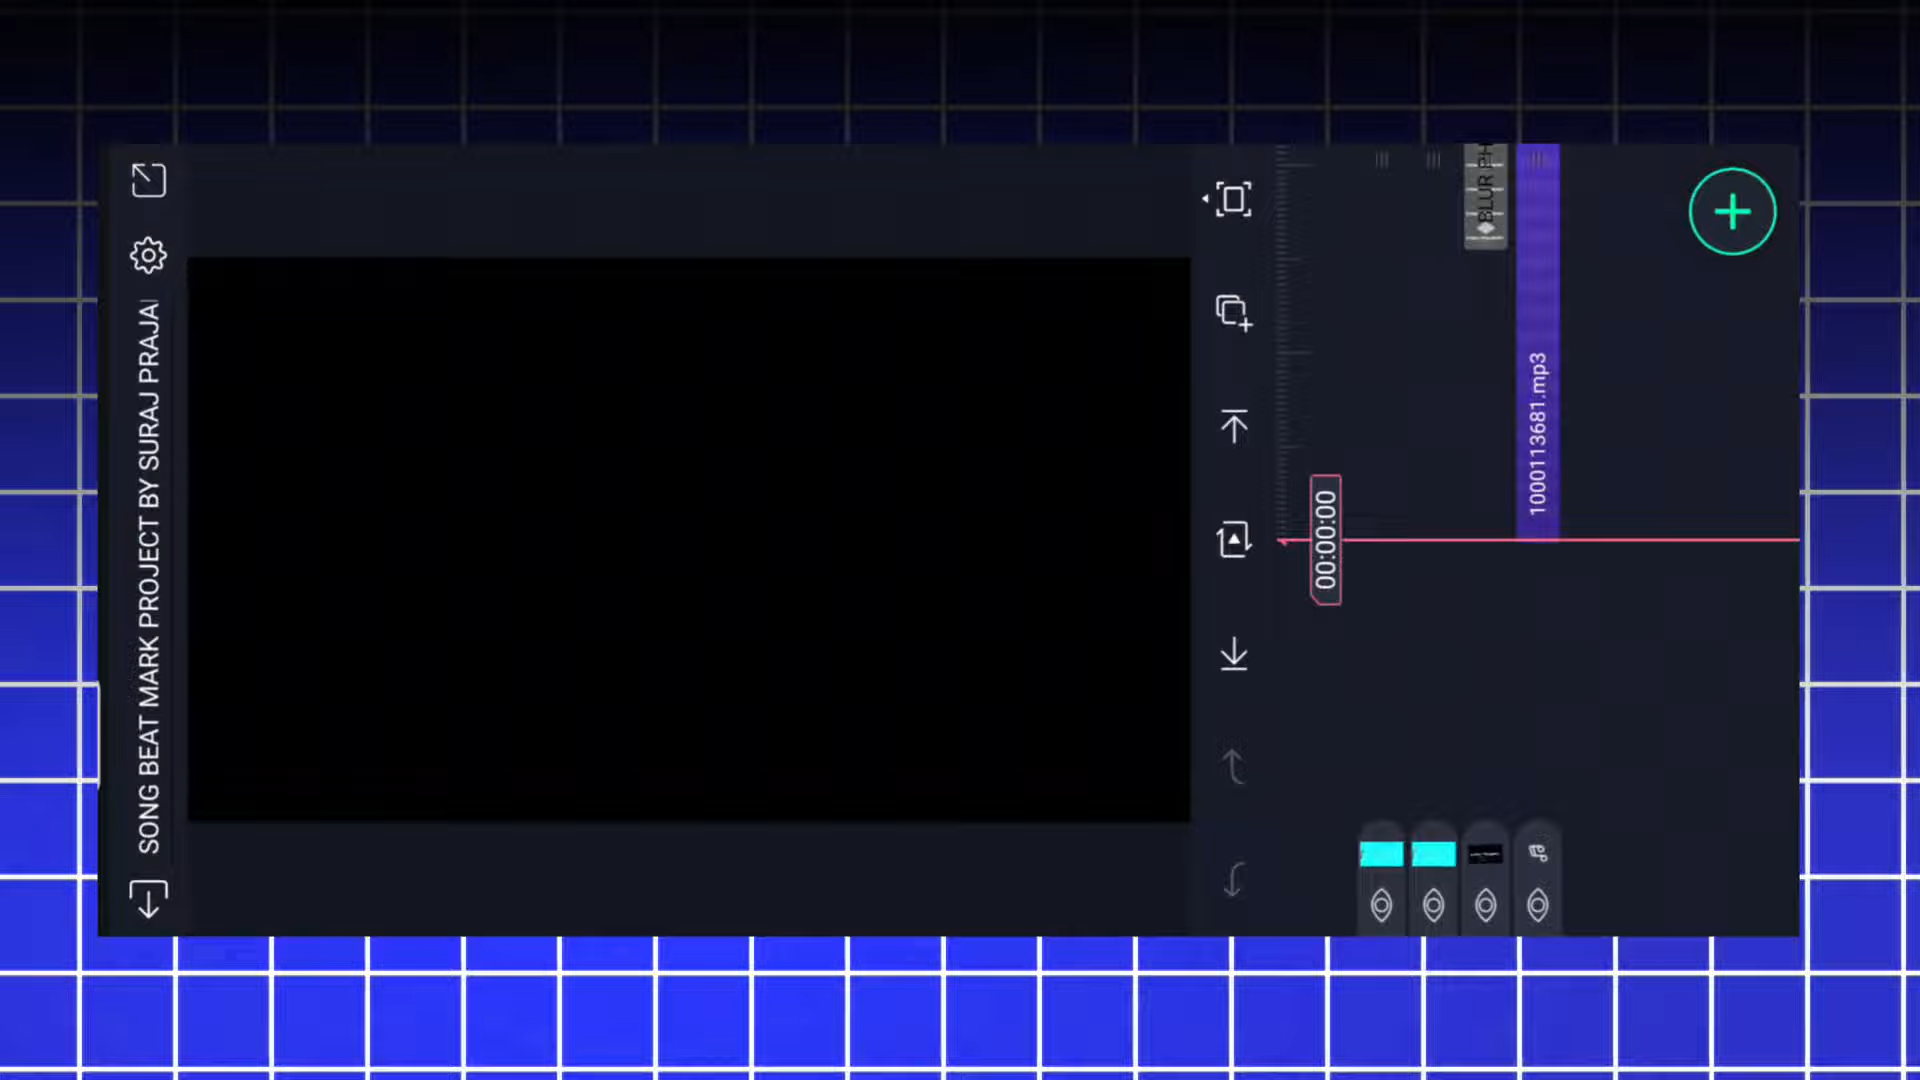 SONG BEAT MARK PROJECT BY SURAJ PRAJA
00:00:00
BLUR PH
1000113681.mp3